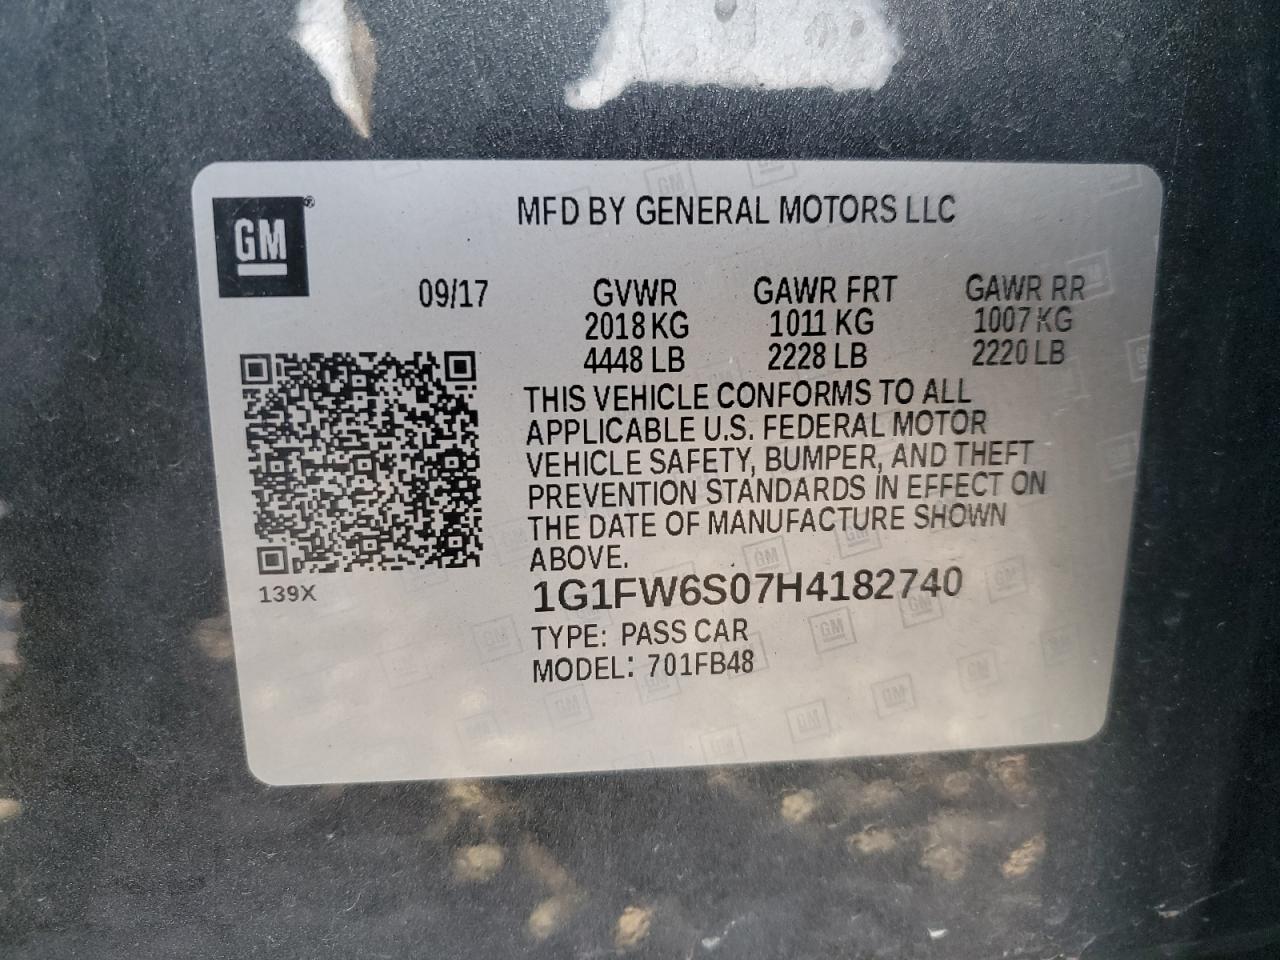 GM®
MFD BY GENERAL MOTORS LLC
09/17
GVWR GAWR FRT GAWR RR
2018 KG 1011 KG 1007 KG
4448 LB 2228 LB 2220 LB
THIS VEHICLE CONFORMS TO ALL
APPLICABLE U.S. FEDERAL MOTOR
VEHICLE SAFETY, BUMPER, AND THEFT
PREVENTION STANDARDS IN EFFECT ON
THE DATE OF MANUFACTURE SHOWN
ABOVE.
139X
1G1FW6S07H4182740
TYPE: PASS CAR
MODEL: 701FB48